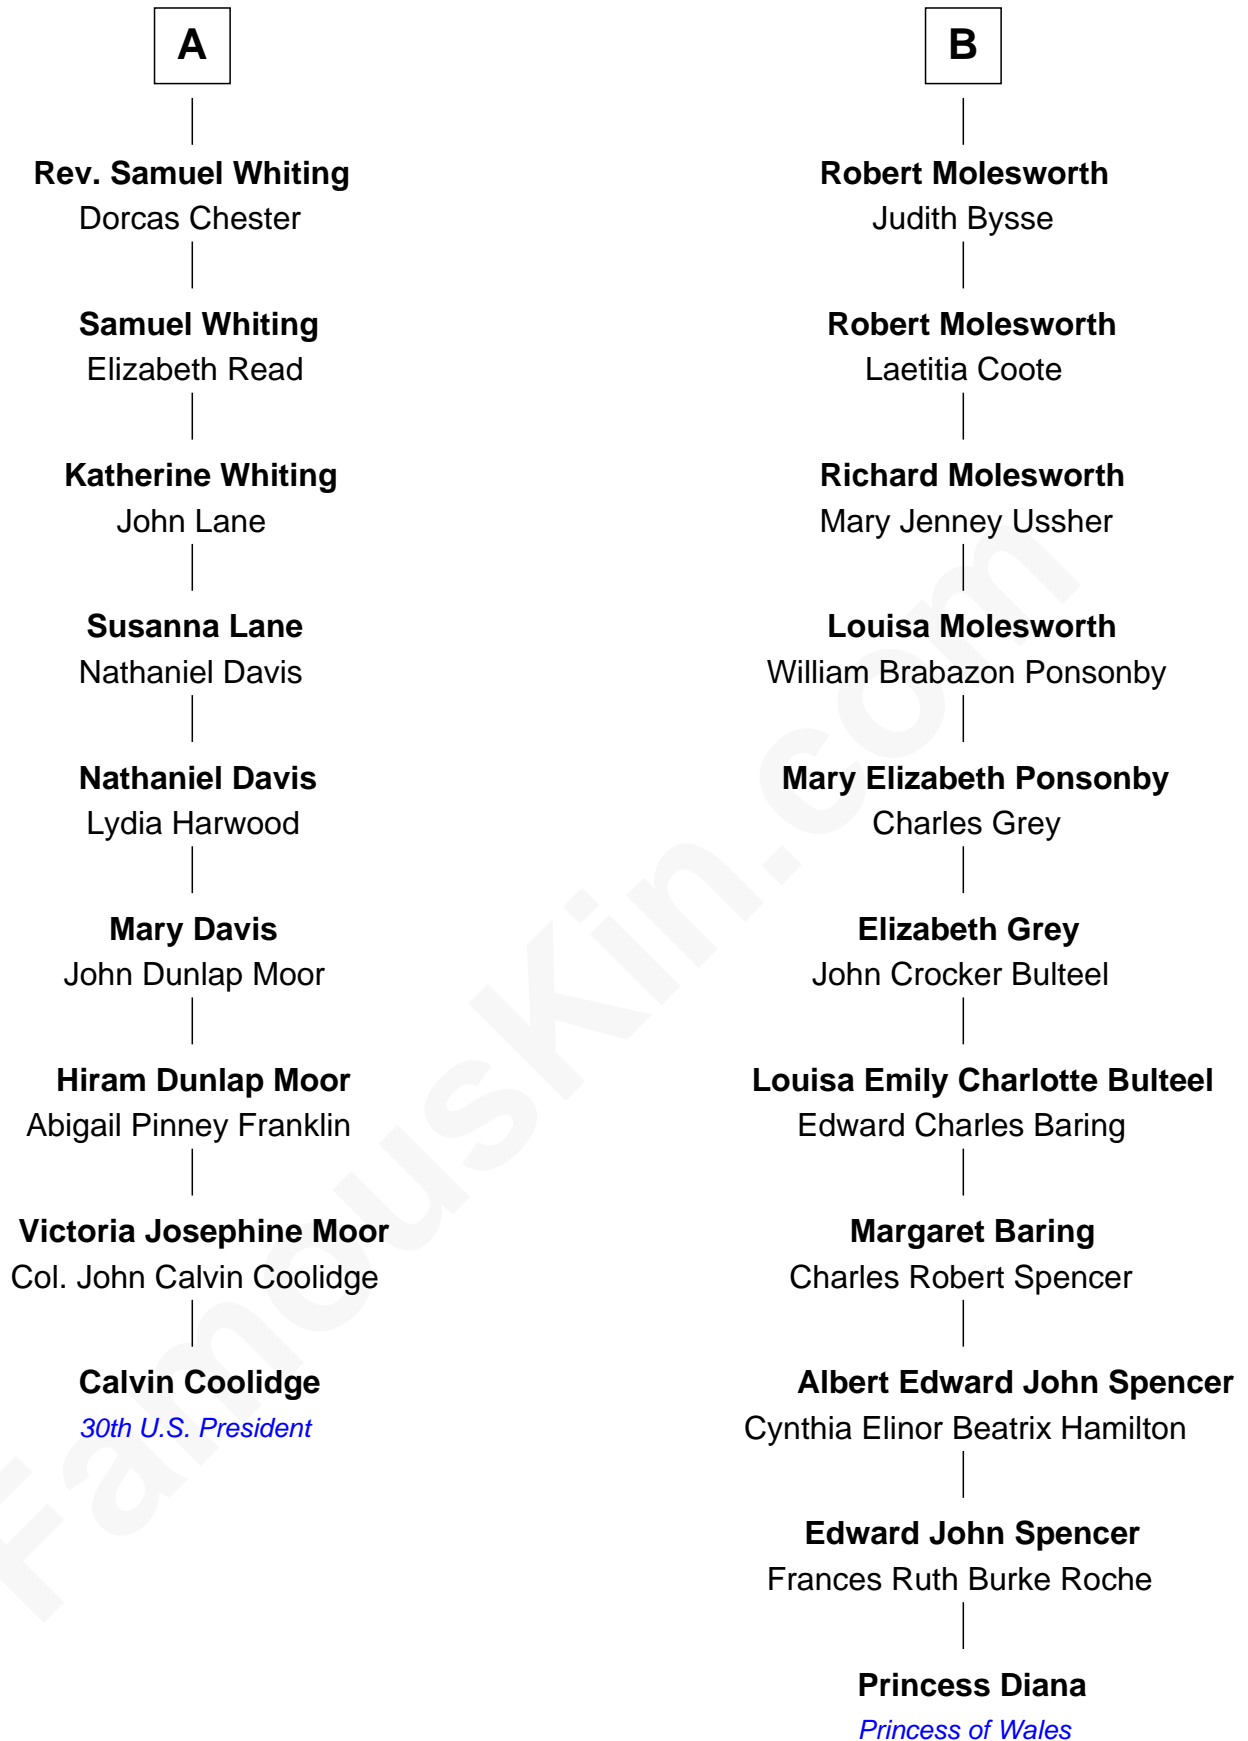 A
Rev. Samuel Whiting
Dorcas Chester
Samuel Whiting
Elizabeth Read
Katherine Whiting
John Lane
Susanna Lane
Nathaniel Davis
Nathaniel Davis
Lydia Harwood
Mary Davis
John Dunlap Moor
Hiram Dunlap Moor
Abigail Pinney Franklin
Victoria Josephine Moor
Col. John Calvin Coolidge
Calvin Coolidge
30th U.S. President
B
Robert Molesworth
Judith Bysse
Robert Molesworth
Laetitia Coote
Richard Molesworth
Mary Jenney Ussher
Louisa Molesworth
William Brabazon Ponsonby
Mary Elizabeth Ponsonby
Charles Grey
Elizabeth Grey
John Crocker Bulteel
Louisa Emily Charlotte Bulteel
Edward Charles Baring
Margaret Baring
Charles Robert Spencer
Albert Edward John Spencer
Cynthia Elinor Beatrix Hamilton
Edward John Spencer
Frances Ruth Burke Roche
Princess Diana
Princess of Wales
FamousKin.com